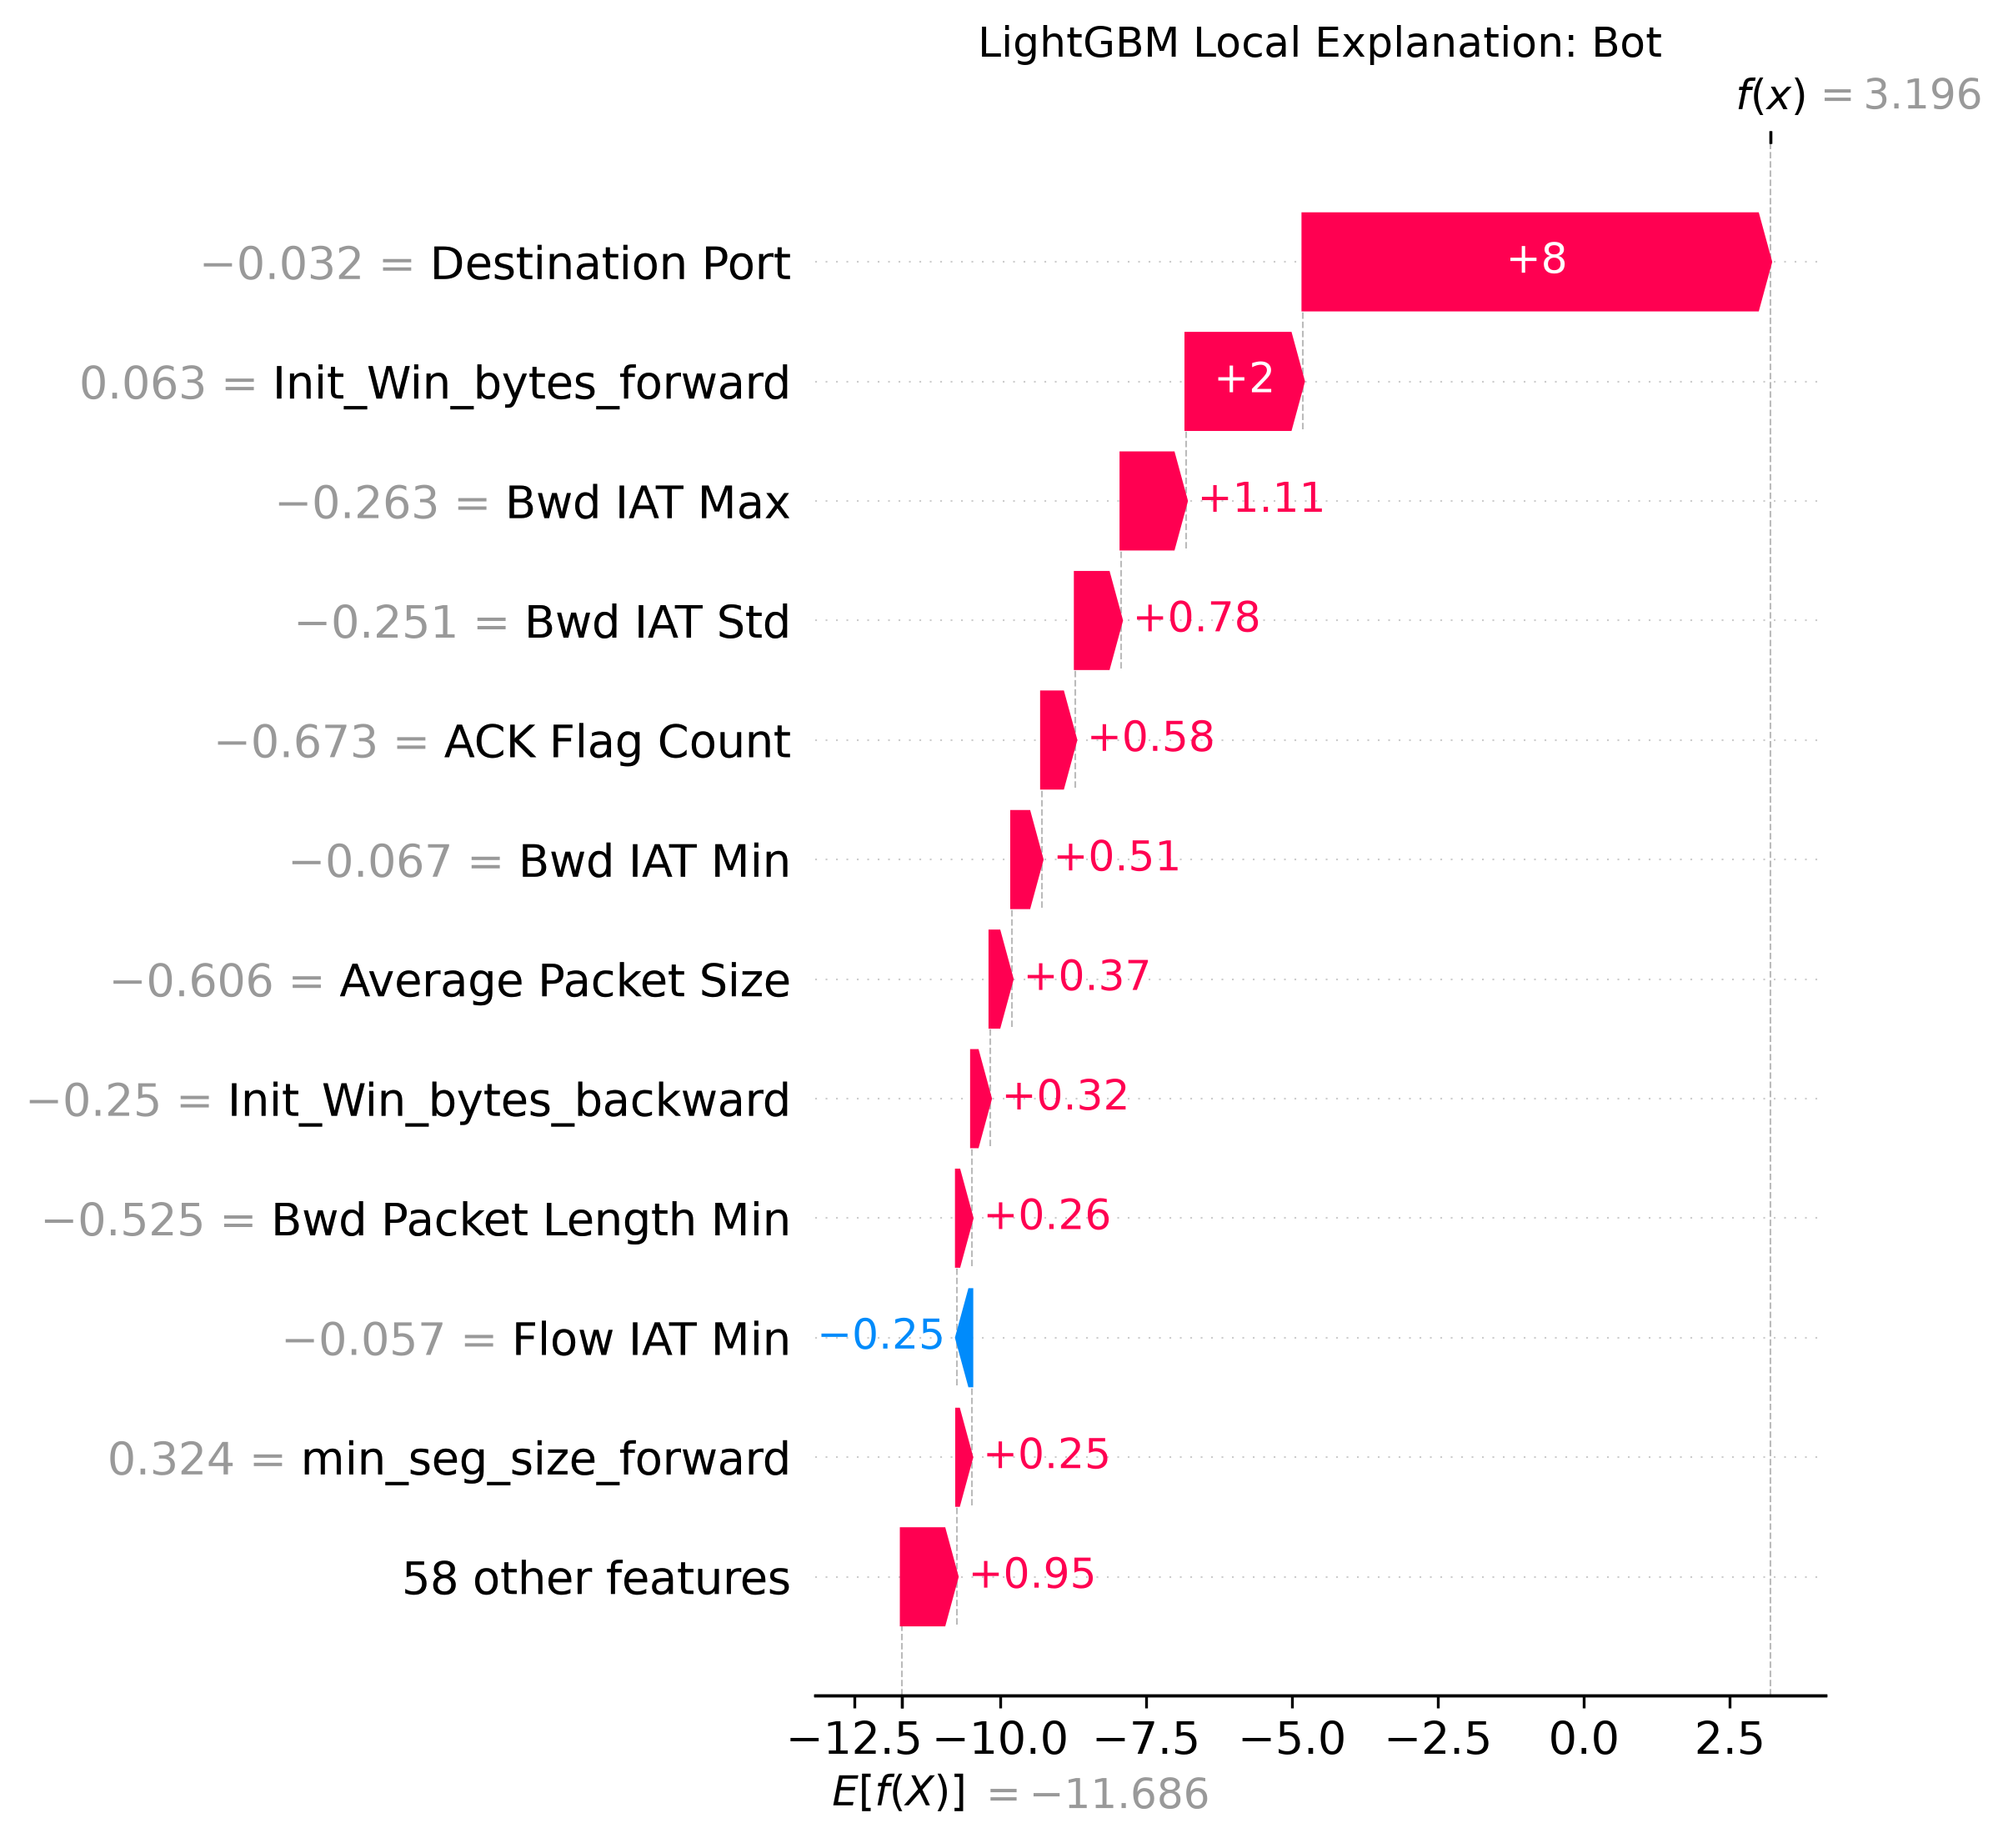 LightGBM Local Explanation: Bot
f(x) = 3.196
−0.032 = Destination Port
+8
0.063 = Init_Win_bytes_forward
+2
−0.263 = Bwd IAT Max
+1.11
−0.251 = Bwd IAT Std
+0.78
−0.673 = ACK Flag Count
+0.58
−0.067 = Bwd IAT Min
+0.51
−0.606 = Average Packet Size
+0.37
−0.25 = Init_Win_bytes_backward
+0.32
−0.525 = Bwd Packet Length Min
+0.26
−0.057 = Flow IAT Min
−0.25
0.324 = min_seg_size_forward
+0.25
58 other features
+0.95
−12.5 −10.0 −7.5 −5.0 −2.5 0.0 2.5
E[f(X)] = −11.686